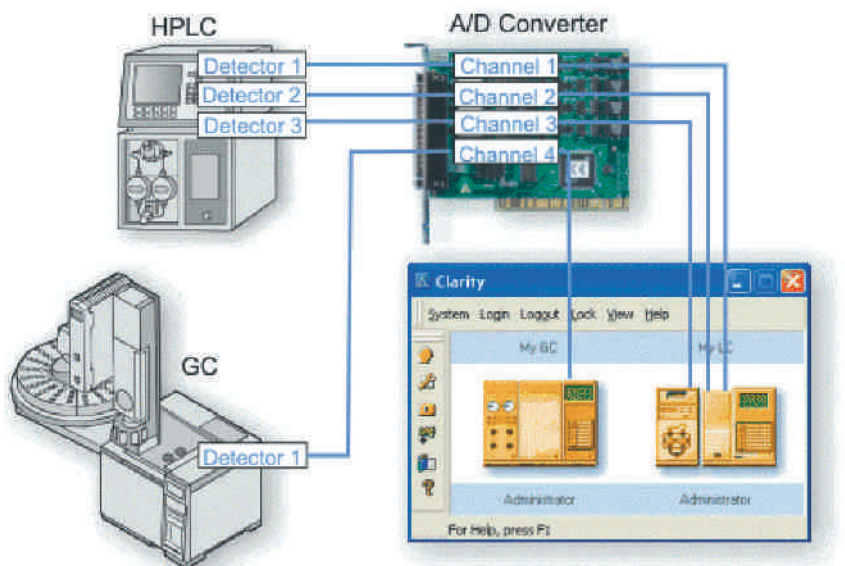 HPLC
A/D Converter
Detector 1
Channel 1
Detector 2
Channel 2
Detector 3
Channel 3
Channel 4
Clarity
System Login Logout Lock View Help
My GC
My LC
GC
Detector 1
Administrator
Administrator
For Help, press F1